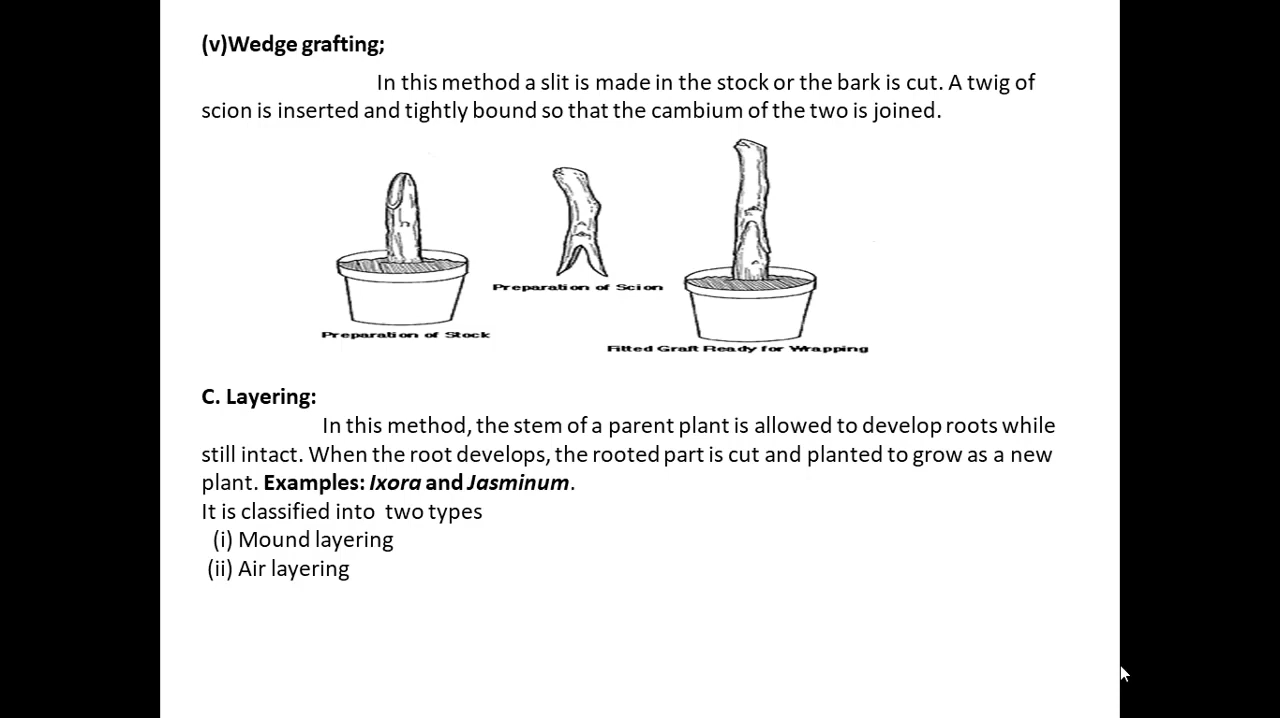 (v)Wedge grafting;
In this method a slit is made in the stock or the bark is cut. A twig of
scion is inserted and tightly bound so that the cambium of the two is joined.
Preparation of Scion
Preparation of Stock
Fitted Graft Ready for Wrapping
C. Layering:
In this method, the stem of a parent plant is allowed to develop roots while
still intact. When the root develops, the rooted part is cut and planted to grow as a new
plant. Examples: Ixora and Jasminum.
It is classified into two types
(i) Mound layering
(ii) Air layering